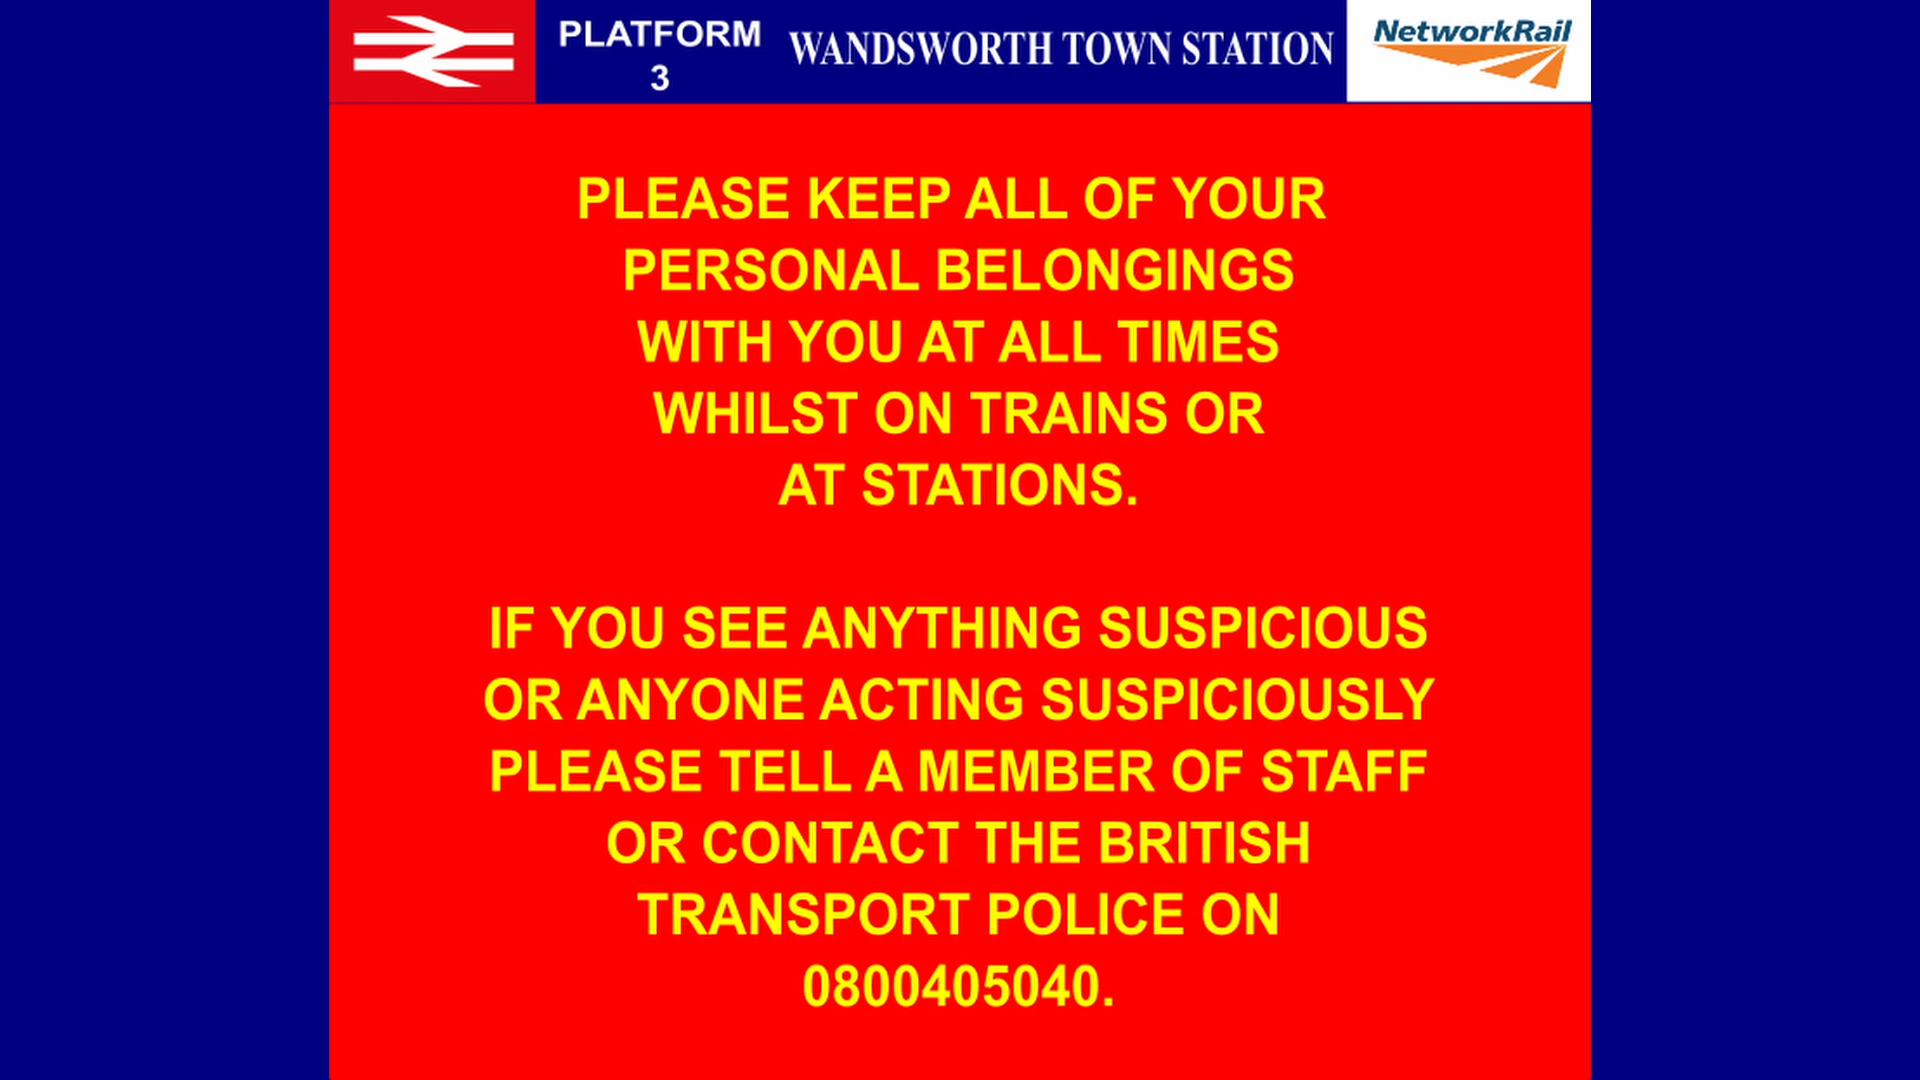 PLATFORM
3
WANDSWORTH TOWN STATION
NetworkRail
PLEASE KEEP ALL OF YOUR
PERSONAL BELONGINGS
WITH YOU AT ALL TIMES
WHILST ON TRAINS OR
AT STATIONS.
IF YOU SEE ANYTHING SUSPICIOUS
OR ANYONE ACTING SUSPICIOUSLY
PLEASE TELL A MEMBER OF STAFF
OR CONTACT THE BRITISH
TRANSPORT POLICE ON
0800405040.